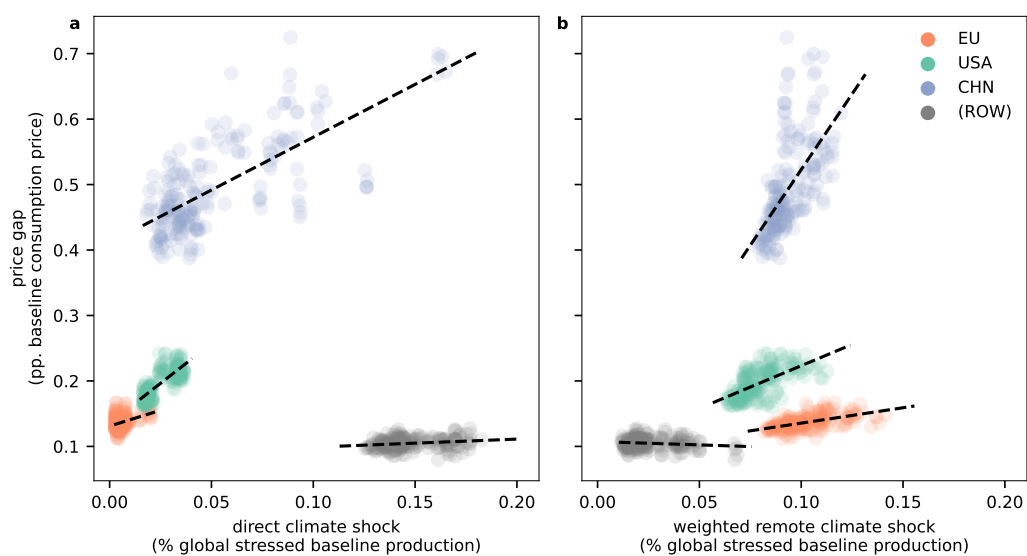 a
b
price gap
(pp. baseline consumption price)
0.7
0.6
0.5
0.4
0.3
0.2
0.1
0.00 0.05 0.10 0.15 0.20
direct climate shock
(% global stressed baseline production)
EU
USA
CHN
(ROW)
0.00 0.05 0.10 0.15 0.20
weighted remote climate shock
(% global stressed baseline production)